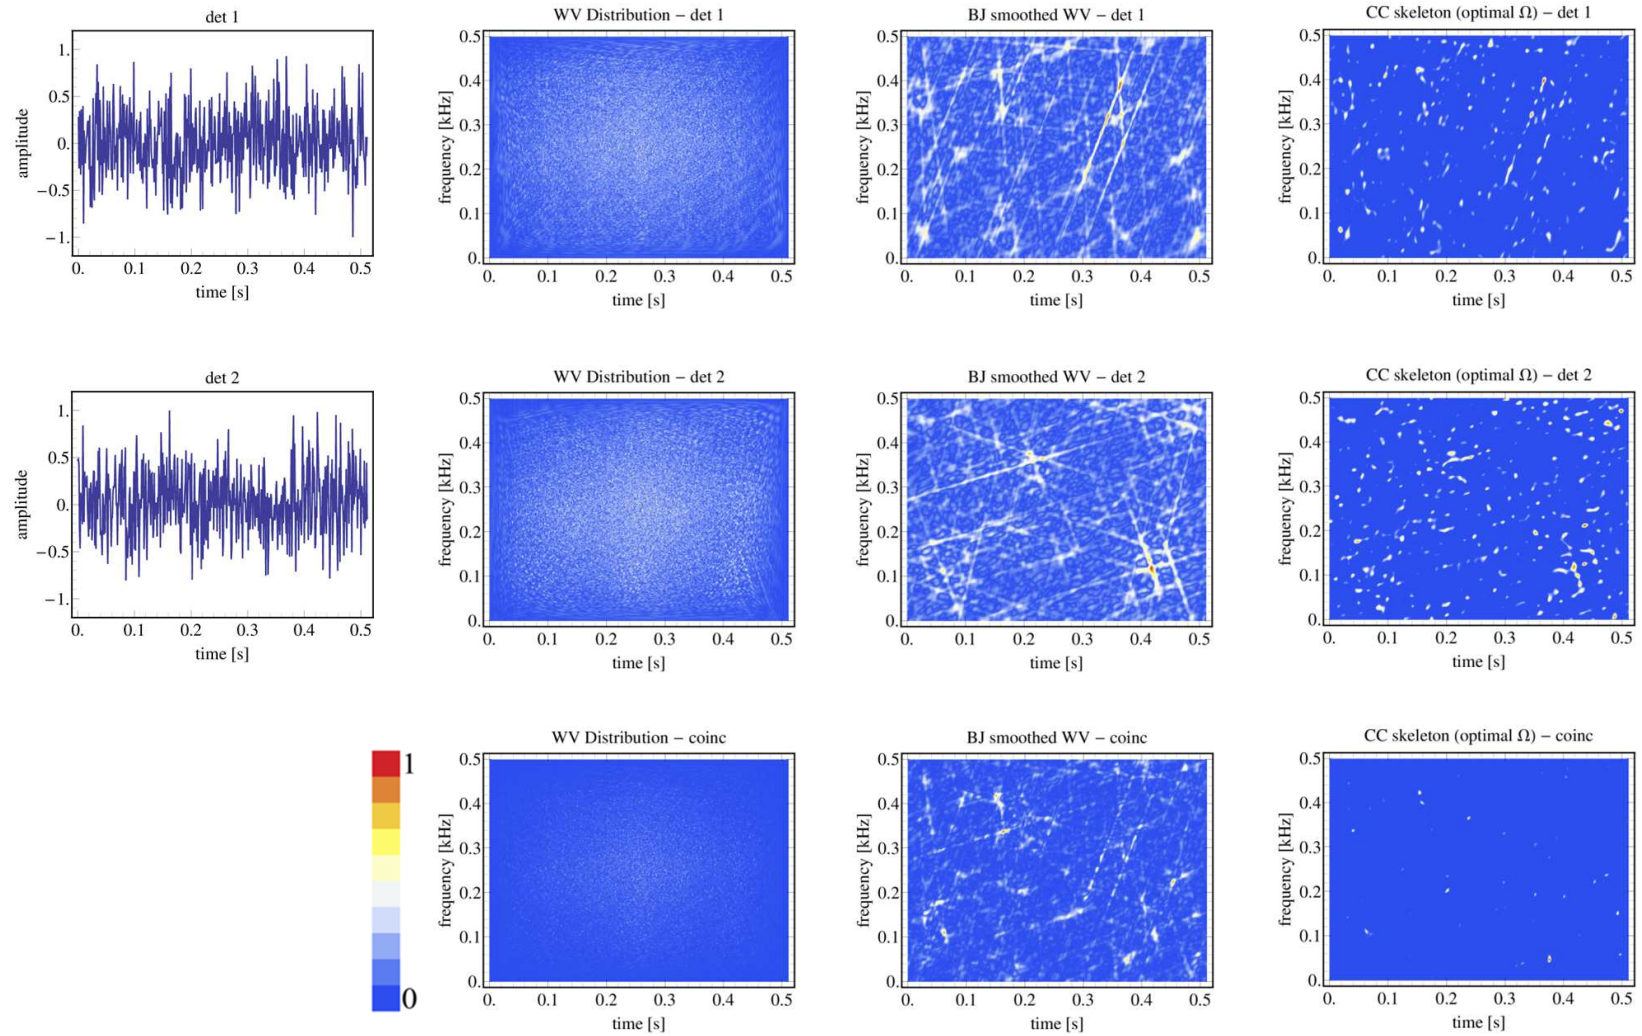 det 1
amplitude
1.
0.5
0.
−0.5
−1.
0. 0.1 0.2 0.3 0.4 0.5
time [s]
WV Distribution − det 1
frequency [kHz]
0.5
0.4
0.3
0.2
0.1
0.
0. 0.1 0.2 0.3 0.4 0.5
time [s]
BJ smoothed WV − det 1
frequency [kHz]
0.5
0.4
0.3
0.2
0.1
0.
0. 0.1 0.2 0.3 0.4 0.5
time [s]
CC skeleton (optimal Ω) − det 1
frequency [kHz]
0.5
0.4
0.3
0.2
0.1
0.
0. 0.1 0.2 0.3 0.4 0.5
time [s]
det 2
amplitude
1.
0.5
0.
−0.5
−1.
0. 0.1 0.2 0.3 0.4 0.5
time [s]
WV Distribution − det 2
frequency [kHz]
0.5
0.4
0.3
0.2
0.1
0.
0. 0.1 0.2 0.3 0.4 0.5
time [s]
BJ smoothed WV − det 2
frequency [kHz]
0.5
0.4
0.3
0.2
0.1
0.
0. 0.1 0.2 0.3 0.4 0.5
time [s]
CC skeleton (optimal Ω) − det 2
frequency [kHz]
0.5
0.4
0.3
0.2
0.1
0.
0. 0.1 0.2 0.3 0.4 0.5
time [s]
1
0
WV Distribution − coinc
frequency [kHz]
0.5
0.4
0.3
0.2
0.1
0.
0. 0.1 0.2 0.3 0.4 0.5
time [s]
BJ smoothed WV − coinc
frequency [kHz]
0.5
0.4
0.3
0.2
0.1
0.
0. 0.1 0.2 0.3 0.4 0.5
time [s]
CC skeleton (optimal Ω) − coinc
frequency [kHz]
0.5
0.4
0.3
0.2
0.1
0.
0. 0.1 0.2 0.3 0.4 0.5
time [s]